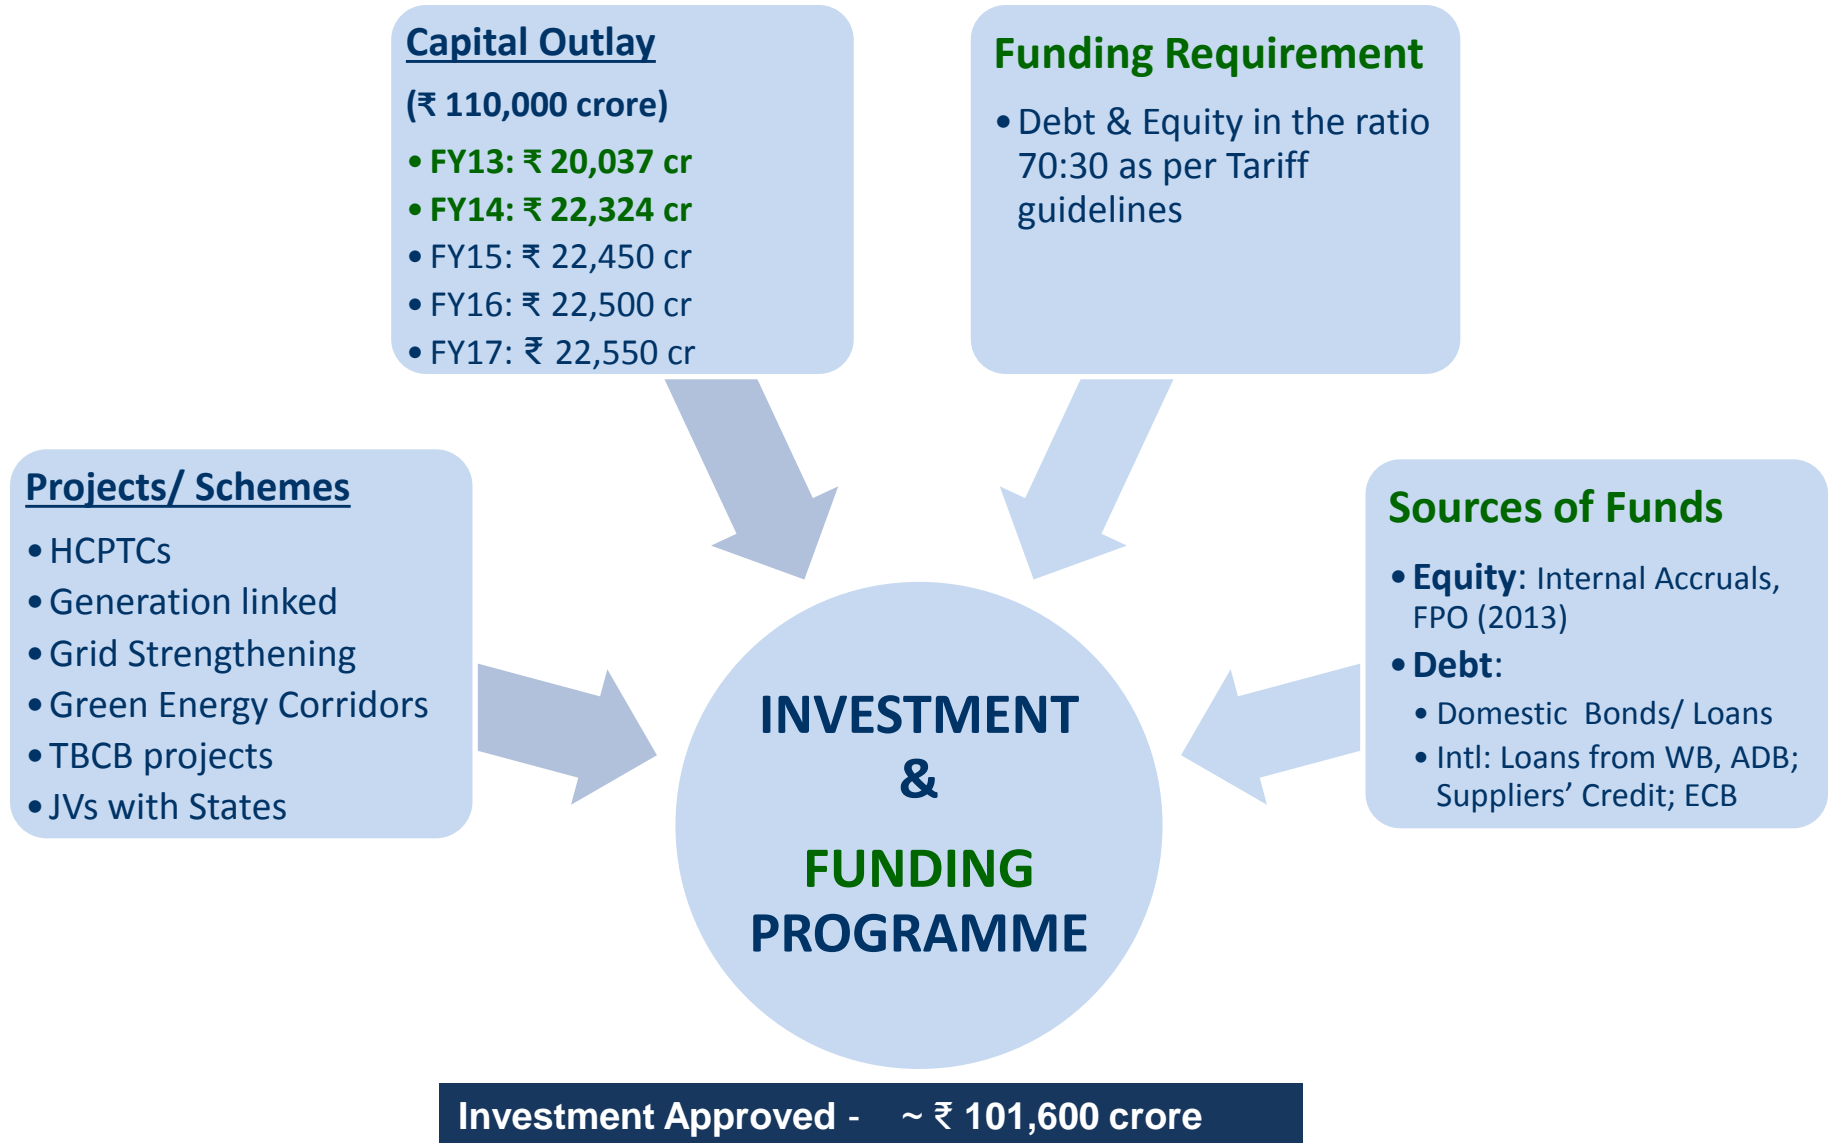 Capital Outlay
(₹ 110,000 crore)
• FY13: ₹ 20,037 cr
• FY14: ₹ 22,324 cr
• FY15: ₹ 22,450 cr
• FY16: ₹ 22,500 cr
• FY17: ₹ 22,550 cr
Funding Requirement
• Debt & Equity in the ratio
70:30 as per Tariff
guidelines
Projects/ Schemes
• HCPTCs
• Generation linked
• Grid Strengthening
• Green Energy Corridors
• TBCB projects
• JVs with States
Sources of Funds
• Equity: Internal Accruals,
FPO (2013)
• Debt:
• Domestic Bonds/ Loans
• Intl: Loans from WB, ADB;
Suppliers’ Credit; ECB
INVESTMENT
&
FUNDING
PROGRAMME
Investment Approved - ~ ₹ 101,600 crore